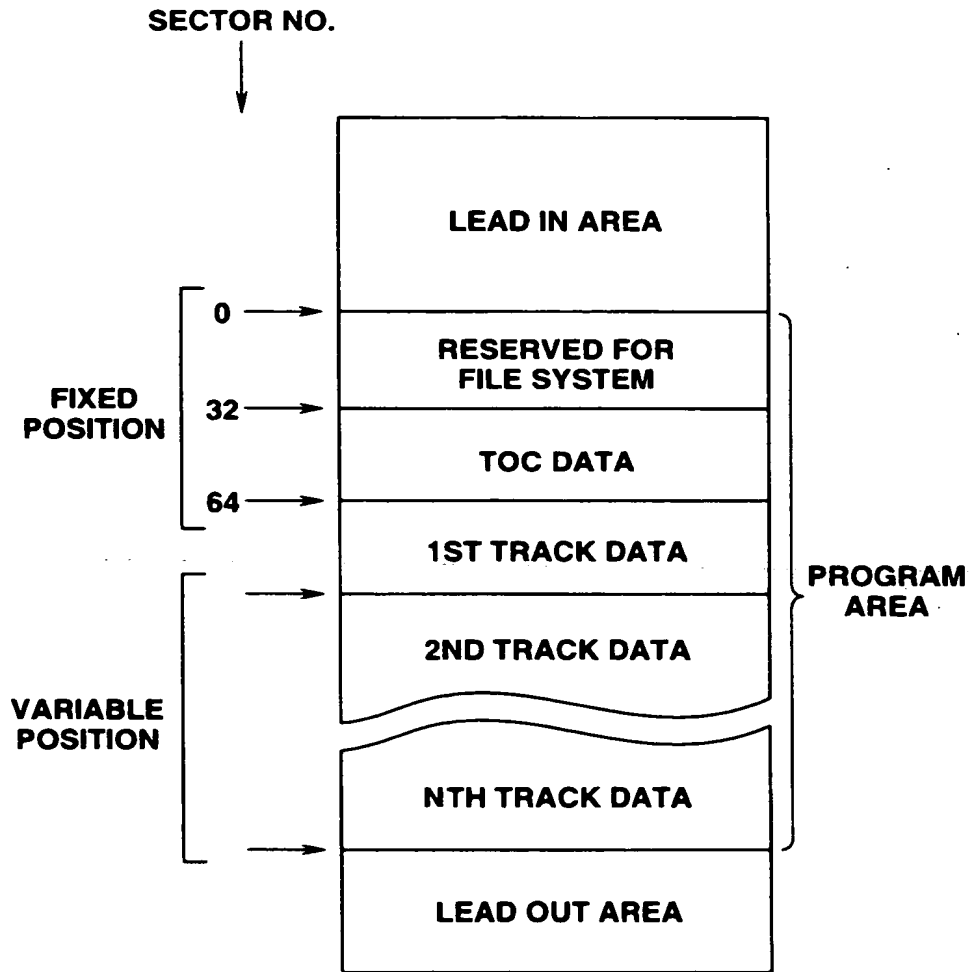 SECTOR NO.
LEAD IN AREA
0
RESERVED FOR
FILE SYSTEM
FIXED
POSITION
32
TOC DATA
64
1ST TRACK DATA
PROGRAM
AREA
2ND TRACK DATA
VARIABLE
POSITION
NTH TRACK DATA
LEAD OUT AREA